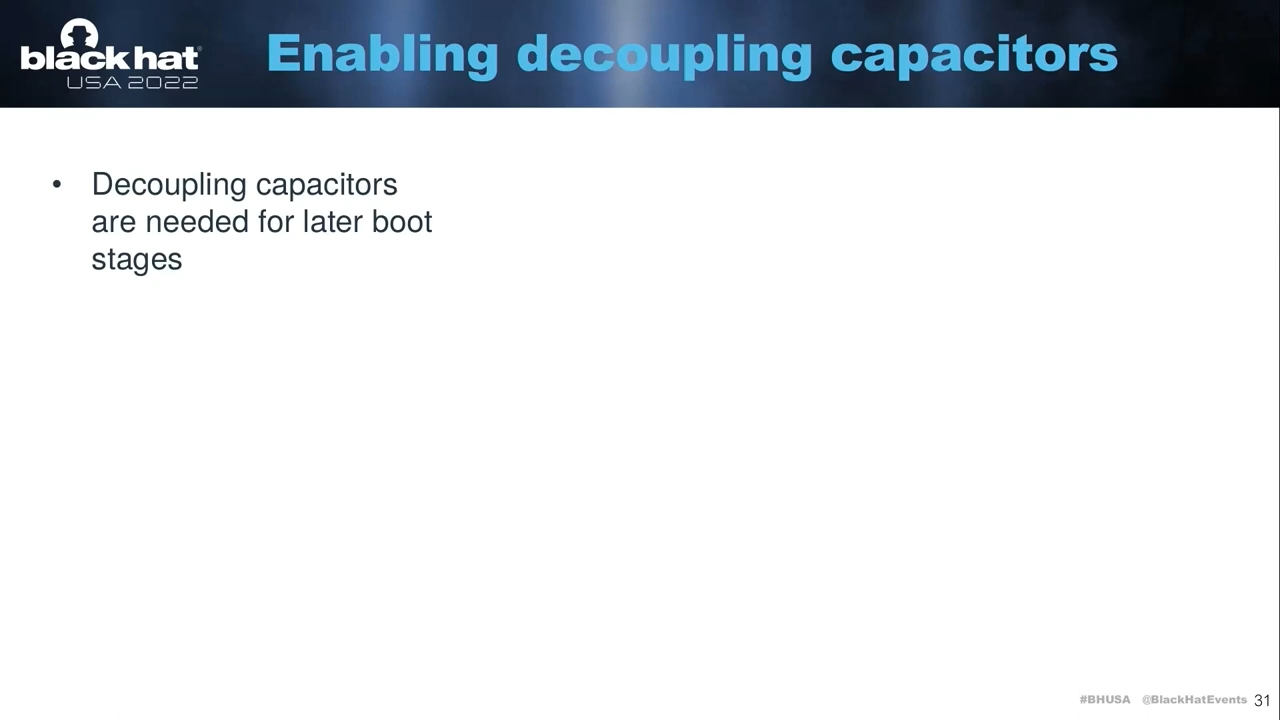 black hat
USA 2022
Enabling decoupling capacitors
• Decoupling capacitors
are needed for later boot
stages
#BHUSA @BlackHatEvents 31